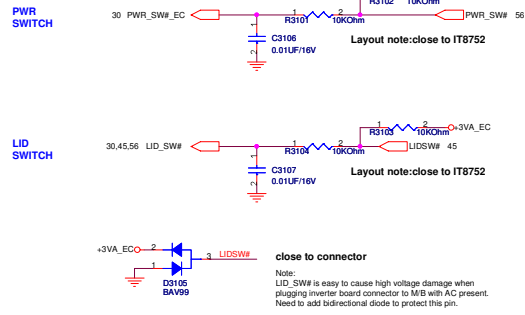 R3102 10KOhm
PWR
SWITCH
30 PWR_SW#_EC
1 2
R3101 10KOhm
PWR_SW# 56
1
2
C3106
0.01UF/16V
Layout note:close to IT8752
LID
SWITCH
1 2
R3103 10KOhm
+3VA_EC
30,45,56 LID_SW#
1 2
R3104 10KOhm
LIDSW# 45
1
2
C3107
0.01UF/16V
Layout note:close to IT8752
+3VA_EC 2
3 LIDSW#
1
D3105
BAV99
close to connector
Note:
LID_SW# is easy to cause high voltage damage when
plugging inverter board connector to M/B with AC present.
Need to add bidirectional diode to protect this pin.